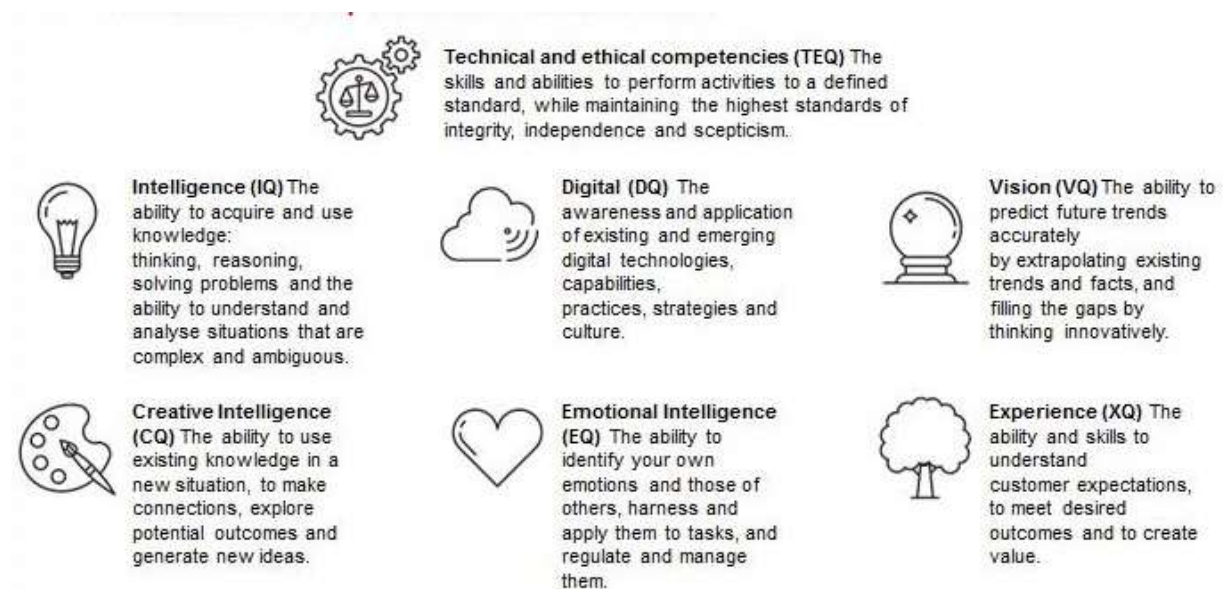 Technical and ethical competencies (TEQ) The
skills and abilities to perform activities to a defined
standard, while maintaining the highest standards of
integrity, independence and scepticism.
Intelligence (IQ) The
ability to acquire and use
knowledge:
thinking, reasoning,
solving problems and the
ability to understand and
analyse situations that are
complex and ambiguous.
Digital (DQ) The
awareness and application
of existing and emerging
digital technologies,
capabilities,
practices, strategies and
culture.
Vision (VQ) The ability to
predict future trends
accurately
by extrapolating existing
trends and facts, and
filling the gaps by
thinking innovatively.
Creative Intelligence
(CQ) The ability to use
existing knowledge in a
new situation, to make
connections, explore
potential outcomes and
generate new ideas.
Emotional Intelligence
(EQ) The ability to
identify your own
emotions and those of
others, harness and
apply them to tasks, and
regulate and manage
them.
Experience (XQ) The
ability and skills to
understand
customer expectations,
to meet desired
outcomes and to create
value.